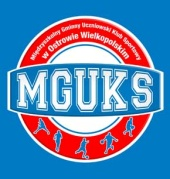 Międzyszkolny Gminny Uczniowski Klub Sportowy
w Ostrowie Wielkopolskim
MGUKS